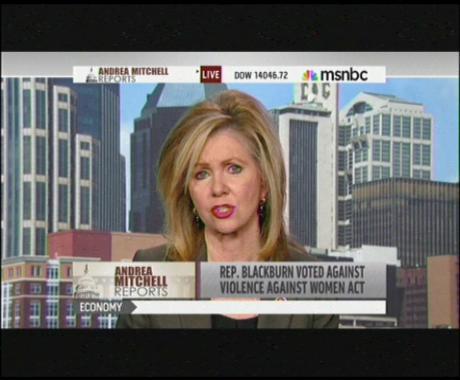 ANDREA MITCHELL
REPORTS
LIVE
DOW 14046.72
msnbc
ANDREA
MITCHELL
REPORTS
REP. BLACKBURN VOTED AGAINST
VIOLENCE AGAINST WOMEN ACT
ECONOMY